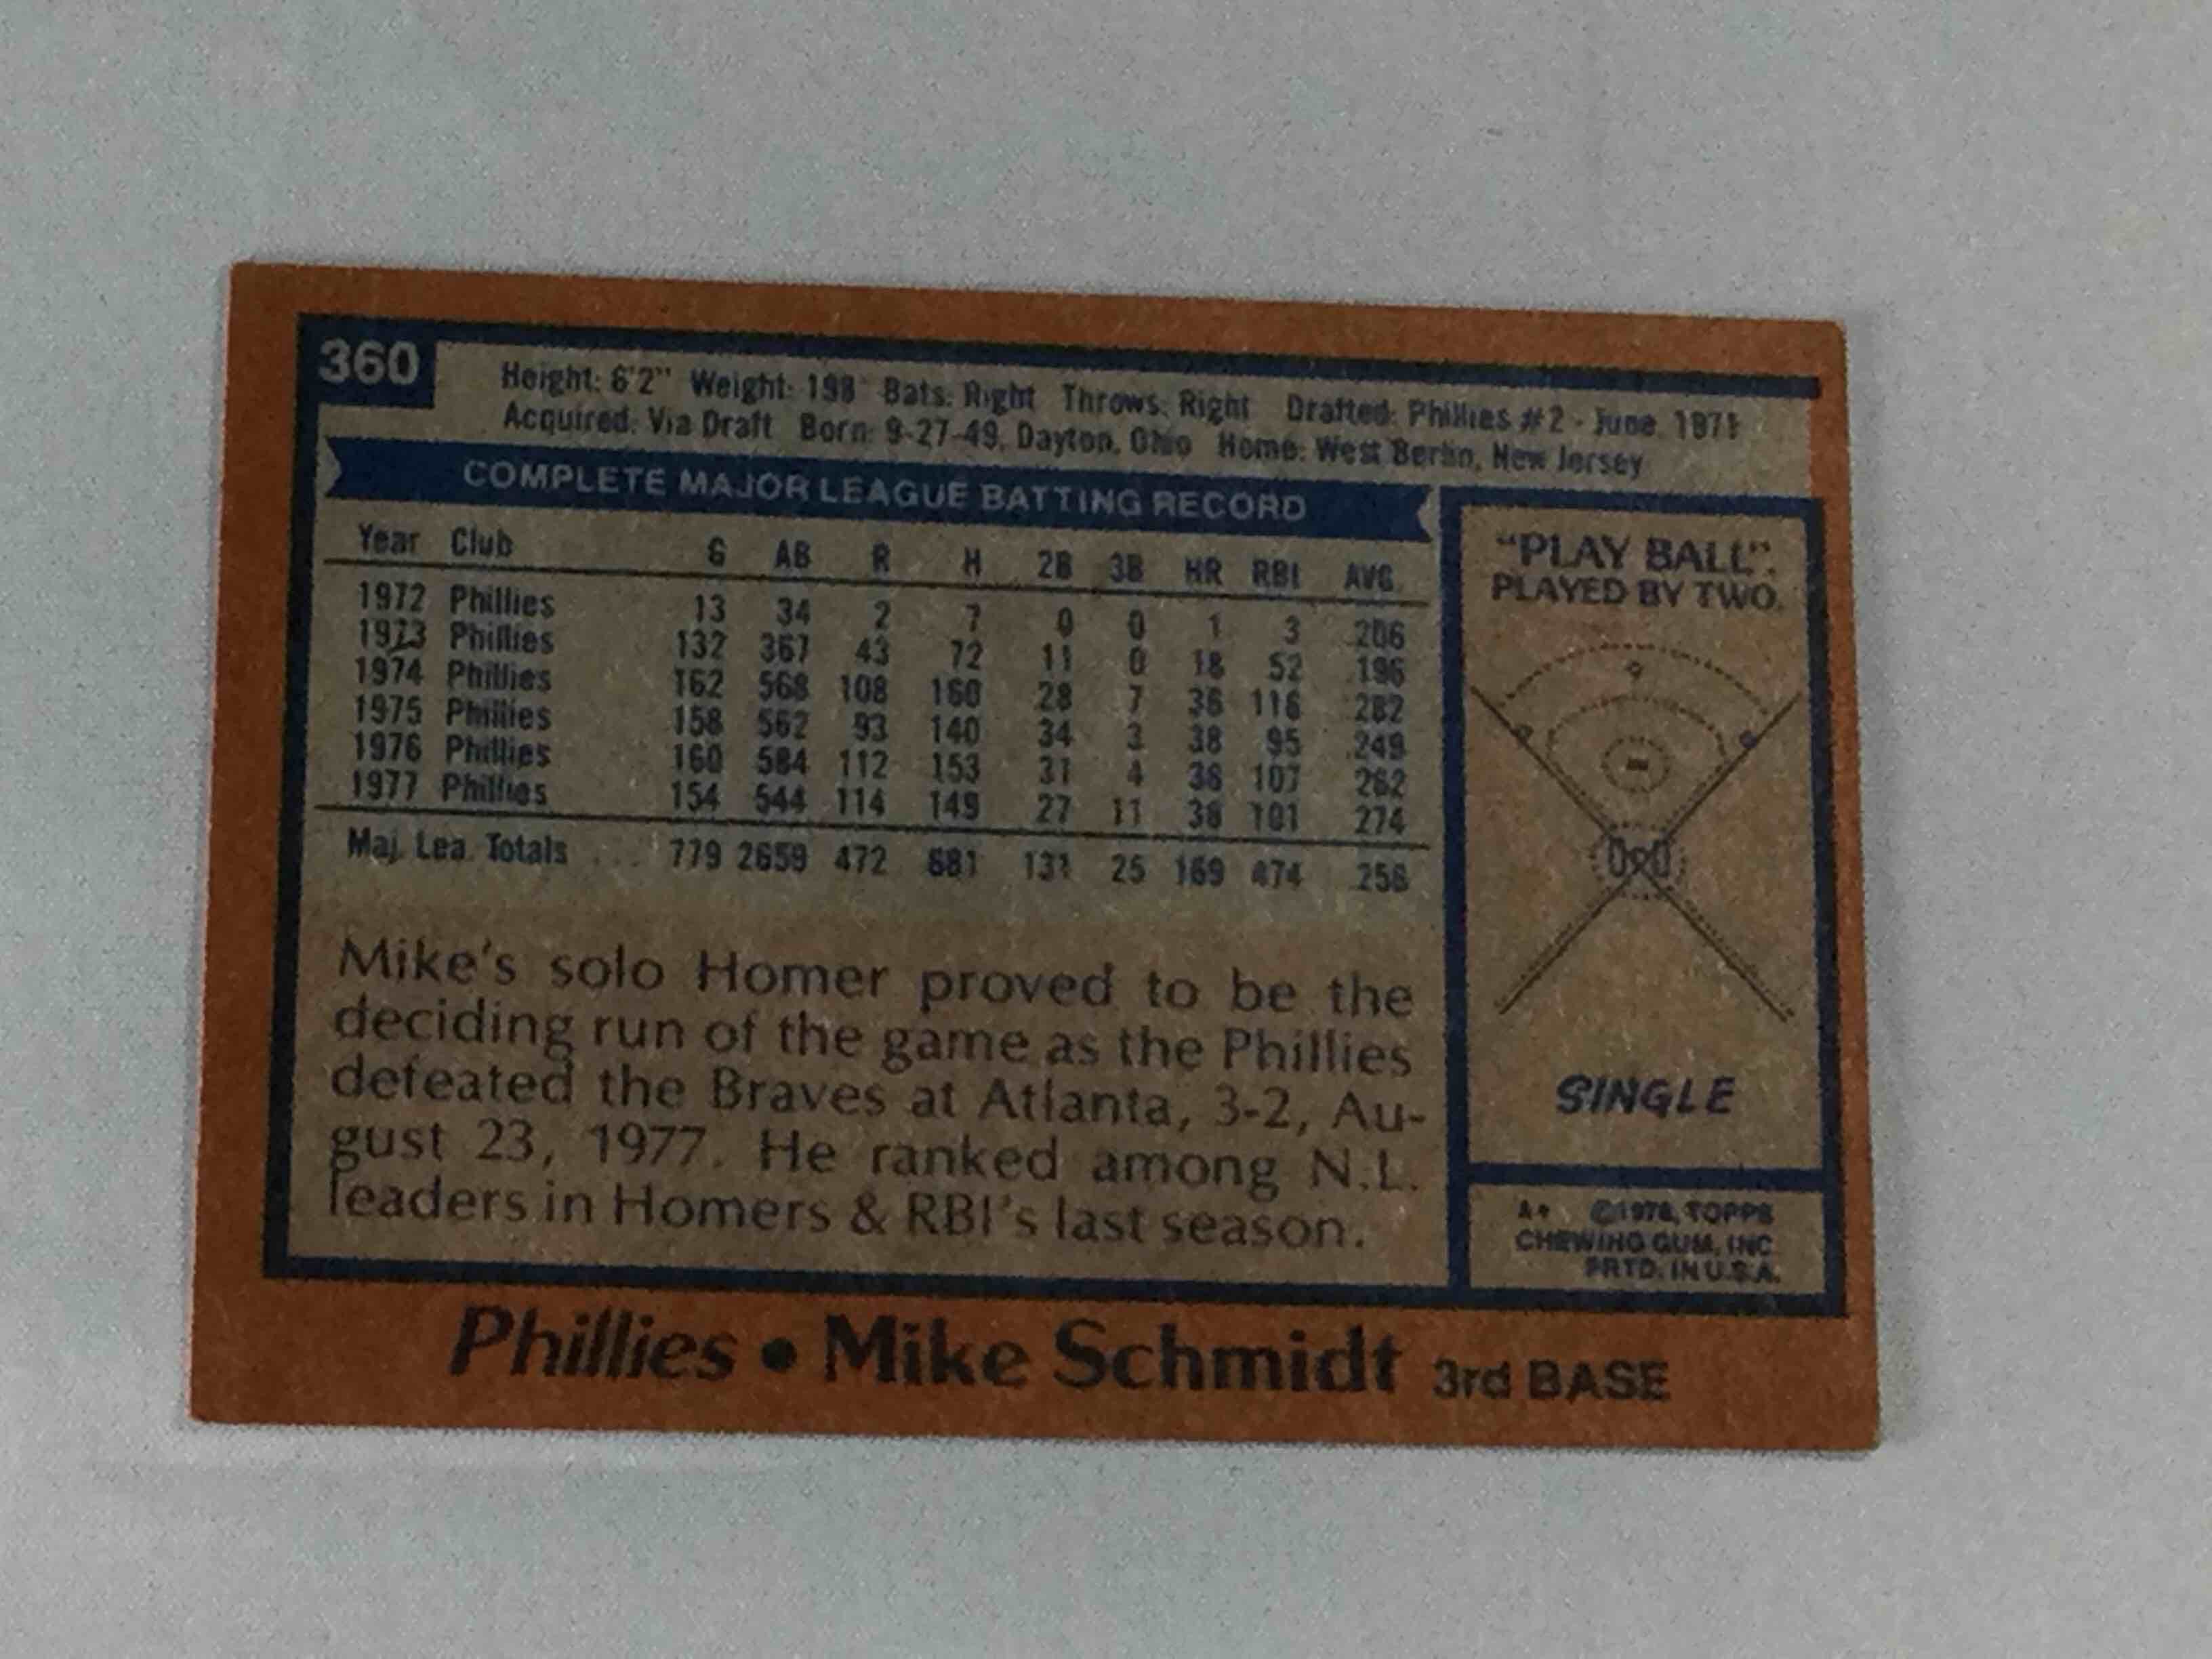 360
Height: 6'2" Weight: 198 Bats: Right Throws: Right Drafted: Phillies #2 - June, 1971
Acquired: Via Draft Born: 9-27-49, Dayton, Ohio Home: West Berlin, New Jersey
COMPLETE MAJOR LEAGUE BATTING RECORD
Year Club G AB R H 2B 3B HR RBI AVG.
1972 Phillies 13 34 2 7 0 0 1 3 .206
1973 Phillies 132 367 43 72 11 0 18 52 .196
1974 Phillies 162 568 108 160 28 7 36 116 .282
1975 Phillies 158 562 93 140 34 3 38 95 .249
1976 Phillies 160 584 112 153 31 4 38 107 .262
1977 Phillies 154 544 114 149 27 11 38 101 .274
Maj. Lea. Totals ... 779 2659 472 681 131 25 169 474 .256
Mike's solo Homer proved to be the
deciding run of the game as the Phillies
defeated the Braves at Atlanta, 3-2, Au-
gust 23, 1977. He ranked among N.L.
leaders in Homers & RBI's last season.
"PLAY BALL".
PLAYED BY TWO.
SINGLE
A* ©1978, TOPPS
CHEWING GUM, INC.
PRTD. IN U.S.A.
Phillies • Mike Schmidt 3rd BASE